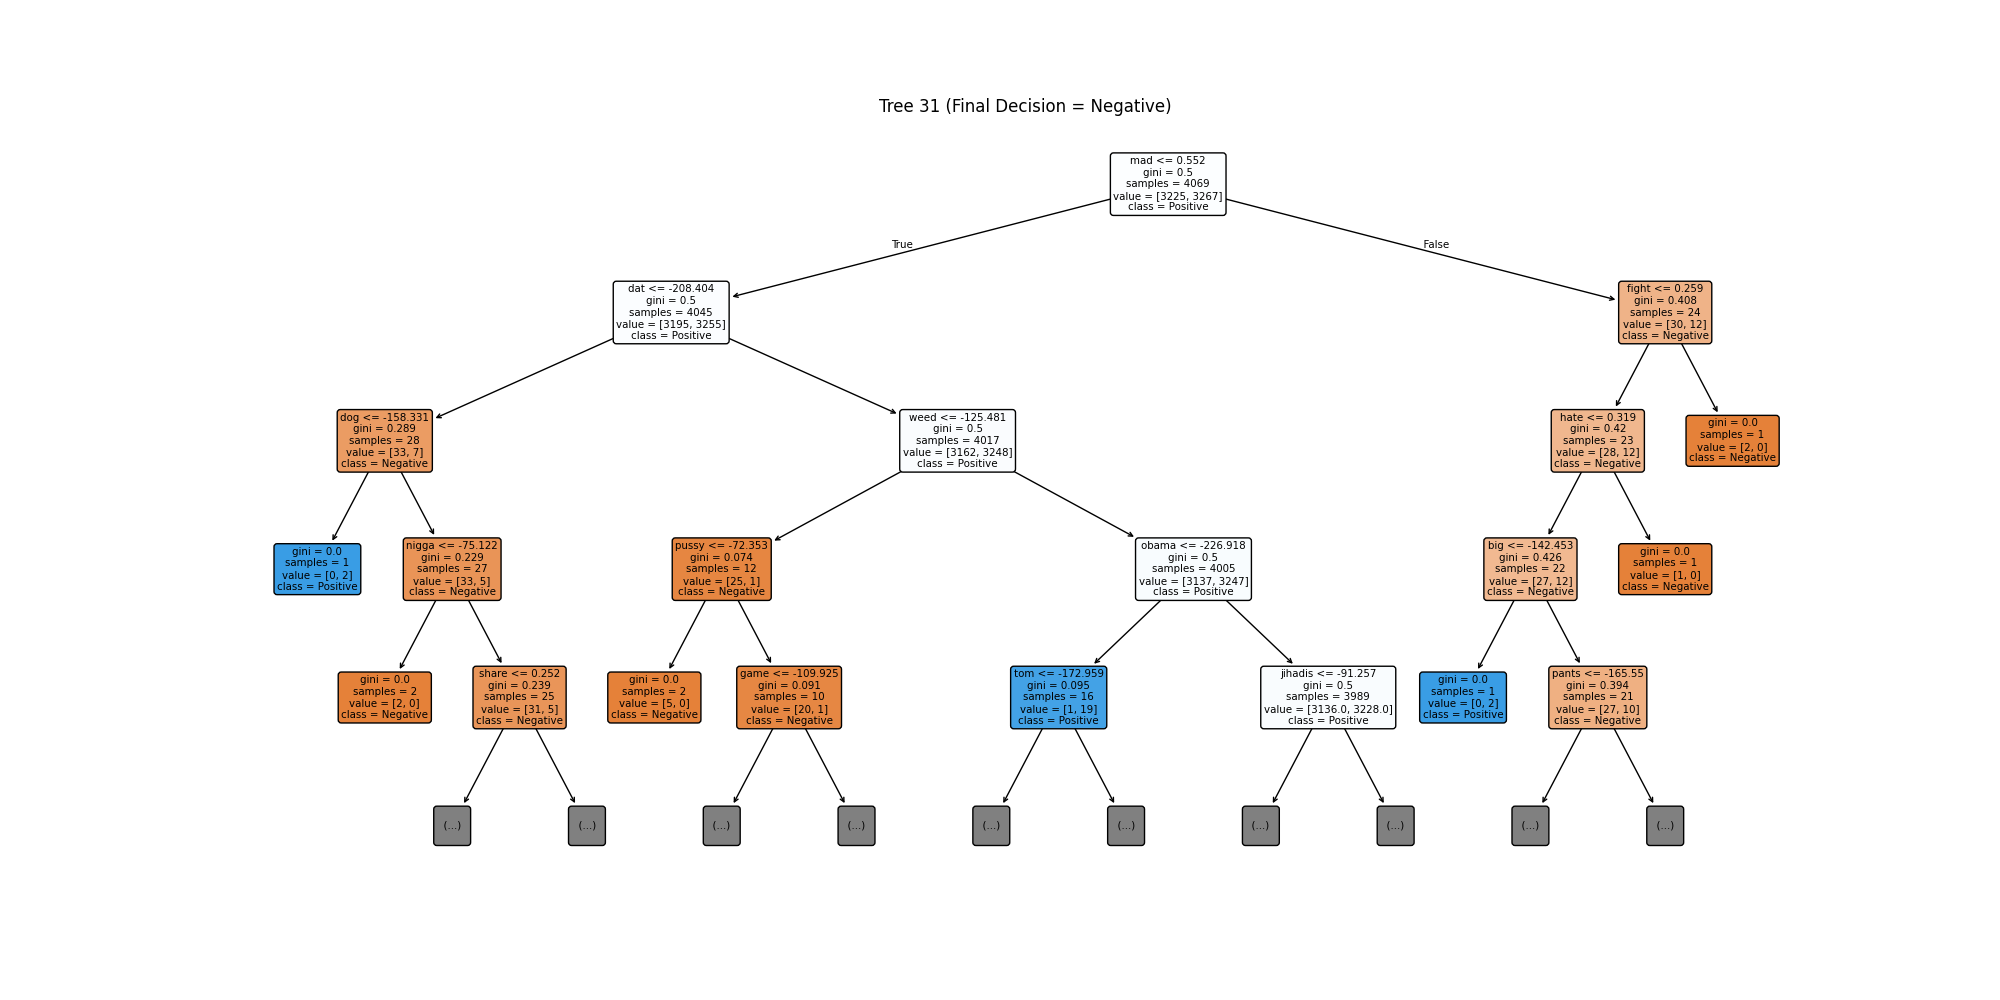 Tree 31 (Final Decision = Negative)
mad <= 0.552
gini = 0.5
samples = 4069
value = [3225, 3267]
class = Positive
True
False
dat <= -208.404
gini = 0.5
samples = 4045
value = [3195, 3255]
class = Positive
fight <= 0.259
gini = 0.408
samples = 24
value = [30, 12]
class = Negative
dog <= -158.331
gini = 0.289
samples = 28
value = [33, 7]
class = Negative
weed <= -125.481
gini = 0.5
samples = 4017
value = [3162, 3248]
class = Positive
hate <= 0.319
gini = 0.42
samples = 23
value = [28, 12]
class = Negative
gini = 0.0
samples = 1
value = [2, 0]
class = Negative
gini = 0.0
samples = 1
value = [0, 2]
class = Positive
nigga <= -75.122
gini = 0.229
samples = 27
value = [33, 5]
class = Negative
pussy <= -72.353
gini = 0.074
samples = 12
value = [25, 1]
class = Negative
obama <= -226.918
gini = 0.5
samples = 4005
value = [3137, 3247]
class = Positive
big <= -142.453
gini = 0.426
samples = 22
value = [27, 12]
class = Negative
gini = 0.0
samples = 1
value = [1, 0]
class = Negative
gini = 0.0
samples = 2
value = [2, 0]
class = Negative
share <= 0.252
gini = 0.239
samples = 25
value = [31, 5]
class = Negative
gini = 0.0
samples = 2
value = [5, 0]
class = Negative
game <= -109.925
gini = 0.091
samples = 10
value = [20, 1]
class = Negative
tom <= -172.959
gini = 0.095
samples = 16
value = [1, 19]
class = Positive
jihadis <= -91.257
gini = 0.5
samples = 3989
value = [3136.0, 3228.0]
class = Positive
gini = 0.0
samples = 1
value = [0, 2]
class = Positive
pants <= -165.55
gini = 0.394
samples = 21
value = [27, 10]
class = Negative
(...)
(...)
(...)
(...)
(...)
(...)
(...)
(...)
(...)
(...)